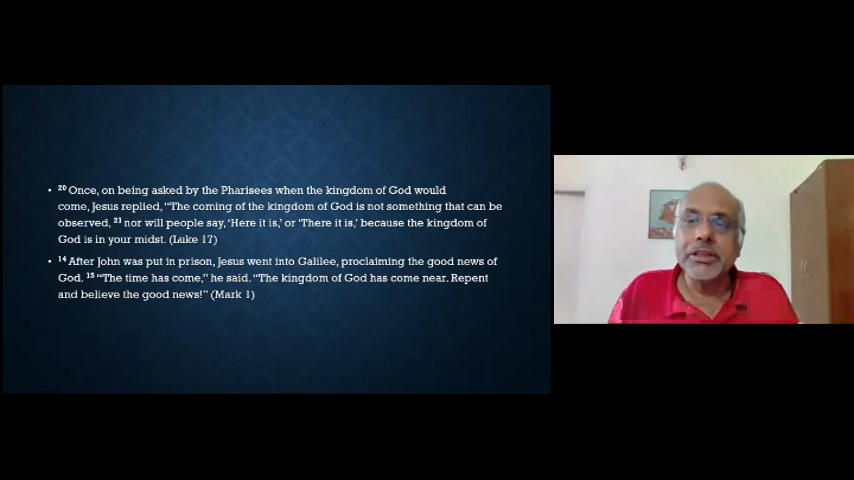 • ²⁰ Once, on being asked by the Pharisees when the kingdom of God would
come, Jesus replied, “The coming of the kingdom of God is not something that can be
observed, ²¹ nor will people say, ‘Here it is,’ or ‘There it is,’ because the kingdom of
God is in your midst. (Luke 17)
• ¹⁴ After John was put in prison, Jesus went into Galilee, proclaiming the good news of
God. ¹⁵ “The time has come,” he said. “The kingdom of God has come near. Repent
and believe the good news!” (Mark 1)